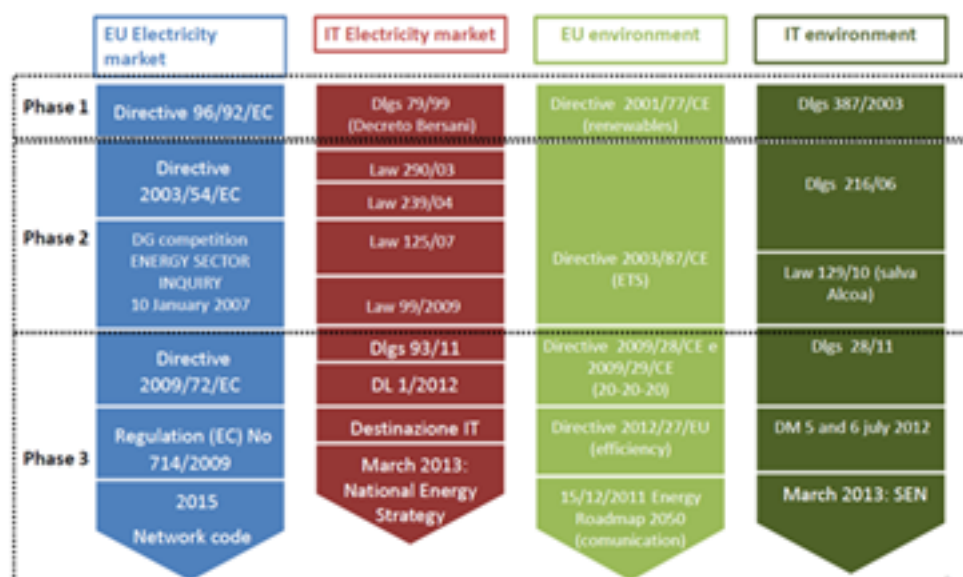 EU Electricity
market
IT Electricity market
EU environment
IT environment
Phase 1
Directive 96/92/EC
Dlgs 79/99
(Decreto Bersani)
Directive 2001/77/CE
(renewables)
Dlgs 387/2003
Phase 2
Directive
2003/54/EC
DG competition
ENERGY SECTOR
INQUIRY
10 January 2007
Law 290/03
Law 239/04
Law 125/07
Law 99/2009
Directive 2003/87/CE
(ETS)
Dlgs 216/06
Law 129/10 (salva
Alcoa)
Phase 3
Directive
2009/72/EC
Regulation (EC) No
714/2009
2015
Network code
Dlgs 93/11
DL 1/2012
Destinazione IT
March 2013:
National Energy
Strategy
Directive 2009/28/CE e
2009/29/CE
(20-20-20)
Directive 2012/27/EU
(efficiency)
15/12/2011 Energy
Roadmap 2050
(comunication)
Dlgs 28/11
DM 5 and 6 july 2012
March 2013: SEN